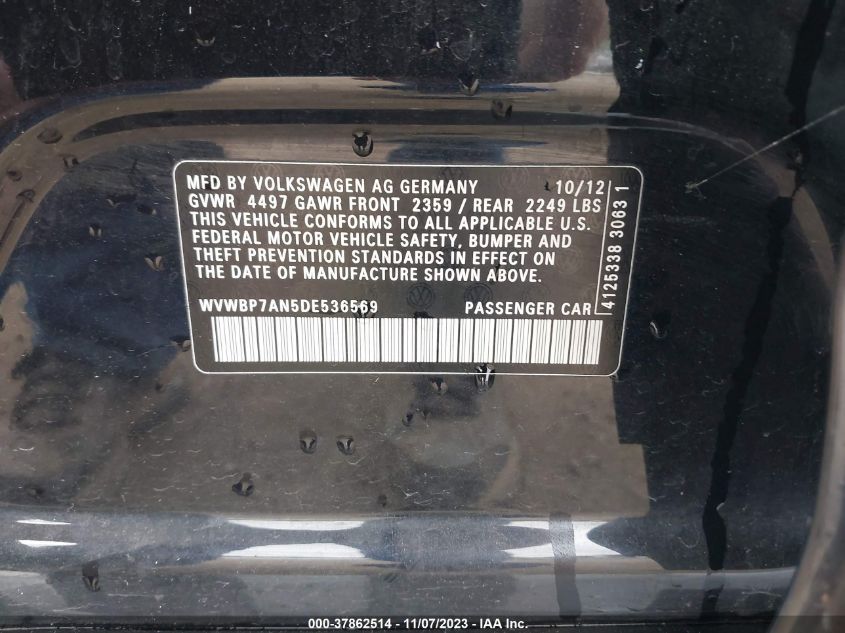 MFD BY VOLKSWAGEN AG GERMANY 10/12
GVWR 4497 GAWR FRONT 2359 / REAR 2249 LBS
THIS VEHICLE CONFORMS TO ALL APPLICABLE U.S.
FEDERAL MOTOR VEHICLE SAFETY, BUMPER AND
THEFT PREVENTION STANDARDS IN EFFECT ON
THE DATE OF MANUFACTURE SHOWN ABOVE.
WVWBP7AN5DE536569 PASSENGER CAR
4125338 3063 1
000-37862514 - 11/07/2023 - IAA Inc.